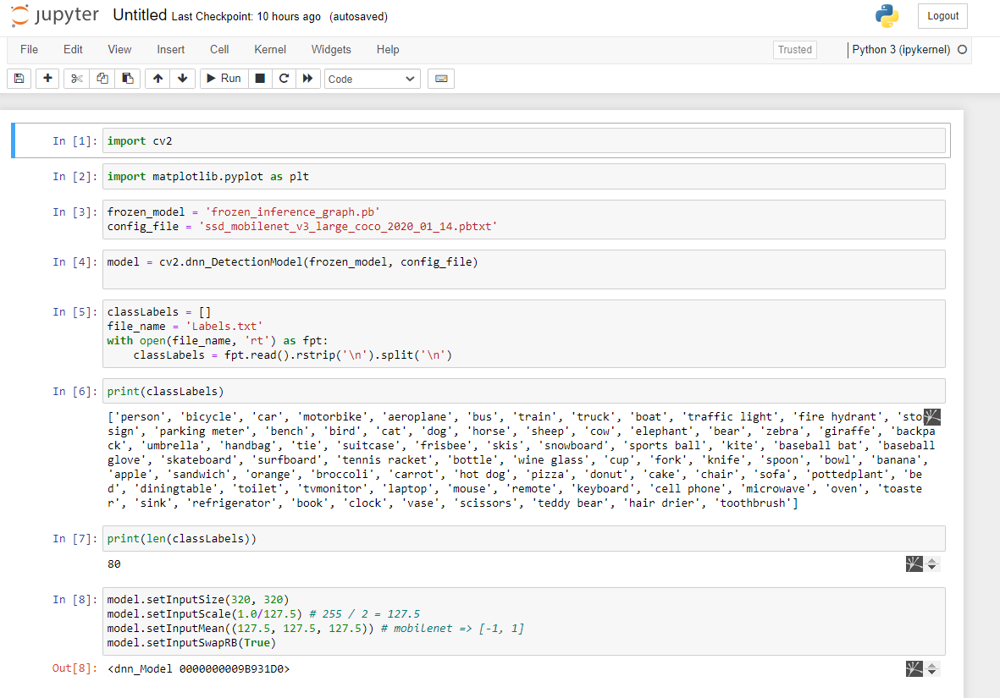 jupyter Untitled Last Checkpoint: 10 hours ago (autosaved) Logout
File Edit View Insert Cell Kernel Widgets Help Trusted Python 3 (ipykernel)
Run Code
In [1]: import cv2
In [2]: import matplotlib.pyplot as plt
In [3]: frozen_model = 'frozen_inference_graph.pb'
config_file = 'ssd_mobilenet_v3_large_coco_2020_01_14.pbtxt'
In [4]: model = cv2.dnn_DetectionModel(frozen_model, config_file)
In [5]: classLabels = []
file_name = 'Labels.txt'
with open(file_name, 'rt') as fpt:
    classLabels = fpt.read().rstrip('\n').split('\n')
In [6]: print(classLabels)
['person', 'bicycle', 'car', 'motorbike', 'aeroplane', 'bus', 'train', 'truck', 'boat', 'traffic light', 'fire hydrant', 'sto
sign', 'parking meter', 'bench', 'bird', 'cat', 'dog', 'horse', 'sheep', 'cow', 'elephant', 'bear', 'zebra', 'giraffe', 'backpa
ck', 'umbrella', 'handbag', 'tie', 'suitcase', 'frisbee', 'skis', 'snowboard', 'sports ball', 'kite', 'baseball bat', 'baseball
glove', 'skateboard', 'surfboard', 'tennis racket', 'bottle', 'wine glass', 'cup', 'fork', 'knife', 'spoon', 'bowl', 'banana',
'apple', 'sandwich', 'orange', 'broccoli', 'carrot', 'hot dog', 'pizza', 'donut', 'cake', 'chair', 'sofa', 'pottedplant', 'be
d', 'diningtable', 'toilet', 'tvmonitor', 'laptop', 'mouse', 'remote', 'keyboard', 'cell phone', 'microwave', 'oven', 'toaste
r', 'sink', 'refrigerator', 'book', 'clock', 'vase', 'scissors', 'teddy bear', 'hair drier', 'toothbrush']
In [7]: print(len(classLabels))
80
In [8]: model.setInputSize(320, 320)
model.setInputScale(1.0/127.5) # 255 / 2 = 127.5
model.setInputMean((127.5, 127.5, 127.5)) # mobilenet => [-1, 1]
model.setInputSwapRB(True)
Out[8]: <dnn_Model 0000000009B931D0>